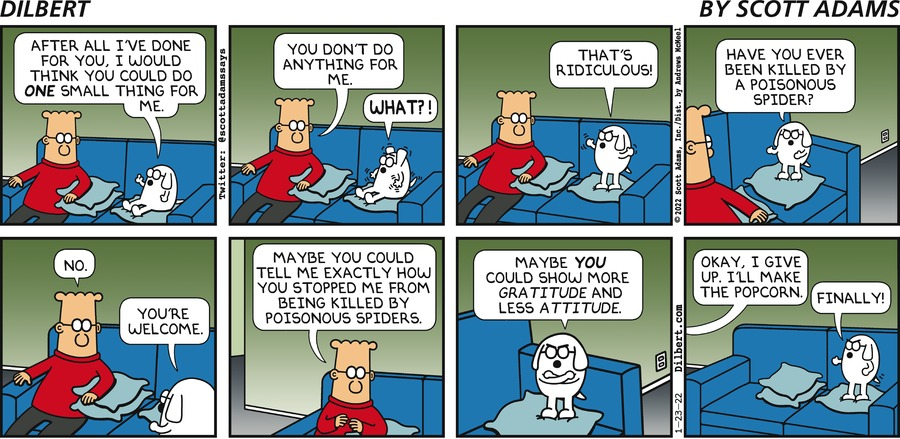 DILBERT
BY SCOTT ADAMS
AFTER ALL I'VE DONE
FOR YOU, I WOULD
THINK YOU COULD DO
ONE SMALL THING FOR
ME.
Twitter: @scottadamssays
YOU DON'T DO
ANYTHING FOR
ME.
WHAT?!
THAT'S
RIDICULOUS!
© 2022 Scott Adams, Inc./Dist. by Andrews McMeel
HAVE YOU EVER
BEEN KILLED BY
A POISONOUS
SPIDER?
NO.
YOU'RE
WELCOME.
MAYBE YOU COULD
TELL ME EXACTLY HOW
YOU STOPPED ME FROM
BEING KILLED BY
POISONOUS SPIDERS.
MAYBE YOU
COULD SHOW MORE
GRATITUDE AND
LESS ATTITUDE.
1-23-22 Dilbert.com
OKAY, I GIVE
UP. I'LL MAKE
THE POPCORN.
FINALLY!